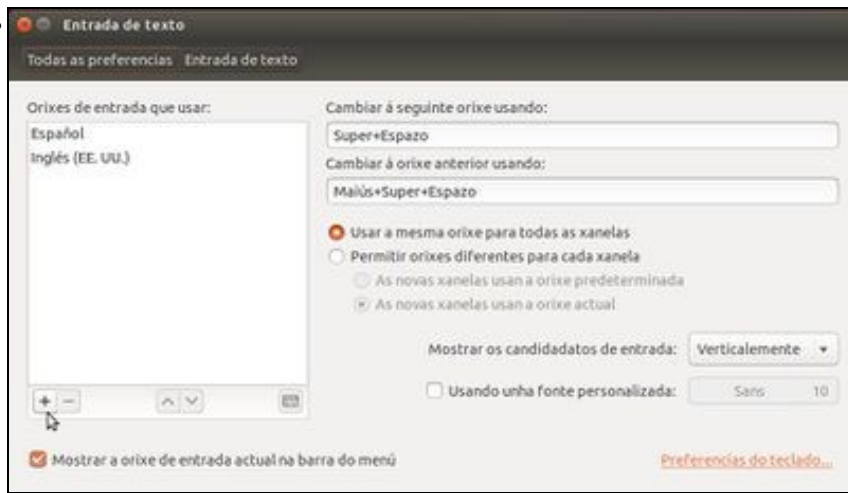 Entrada de texto
Todas as preferencias Entrada de texto
Orixes de entrada que usar:
Español
Inglés (EE. UU.)
Cambiar á seguinte orixe usando:
Super+Espazo
Cambiar á orixe anterior usando:
Maiús+Super+Espazo
Usar a mesma orixe para todas as xanelas
Permitir orixes diferentes para cada xanela
As novas xanelas usan a orixe predeterminada
As novas xanelas usan a orixe actual
Mostrar os candidadatos de entrada: Verticalemente
Usando unha fonte personalizada: Sans 10
Mostrar a orixe de entrada actual na barra do menú
Preferencias do teclado...